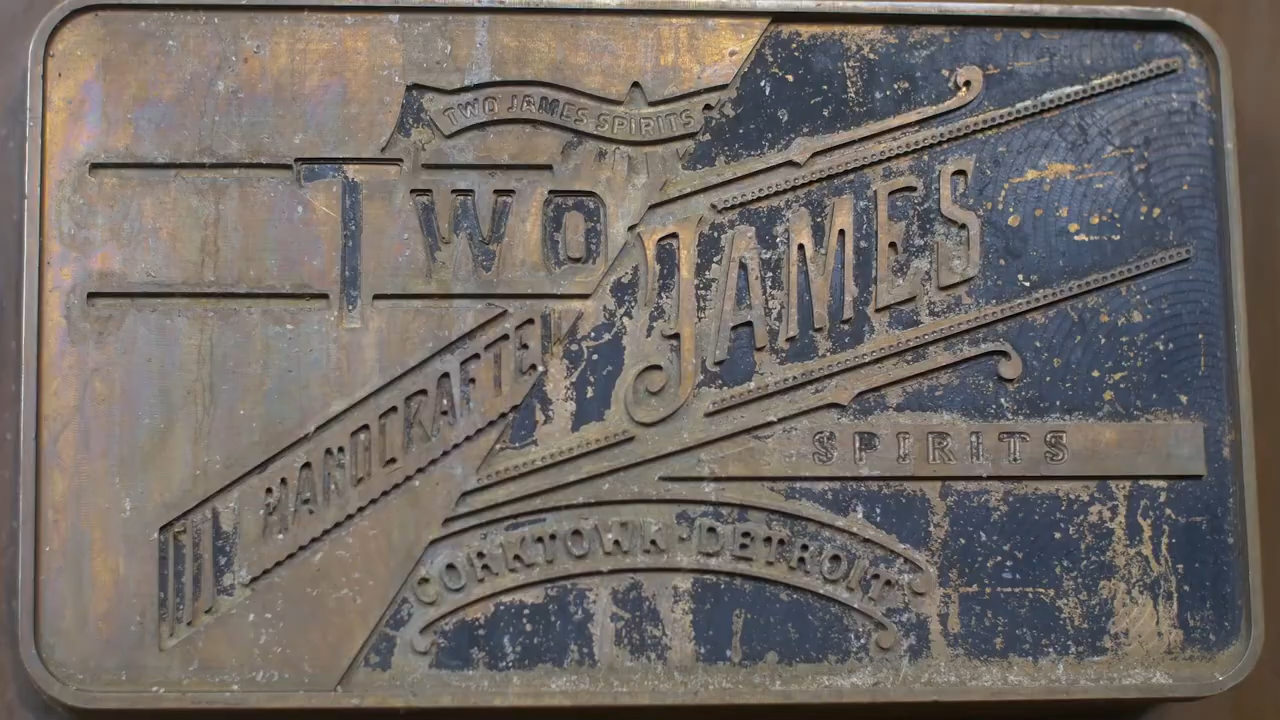 TWO JAMES SPIRITS
TWO
JAMES
HANDCRAFTED
SPIRITS
CORKTOWN·DETROIT